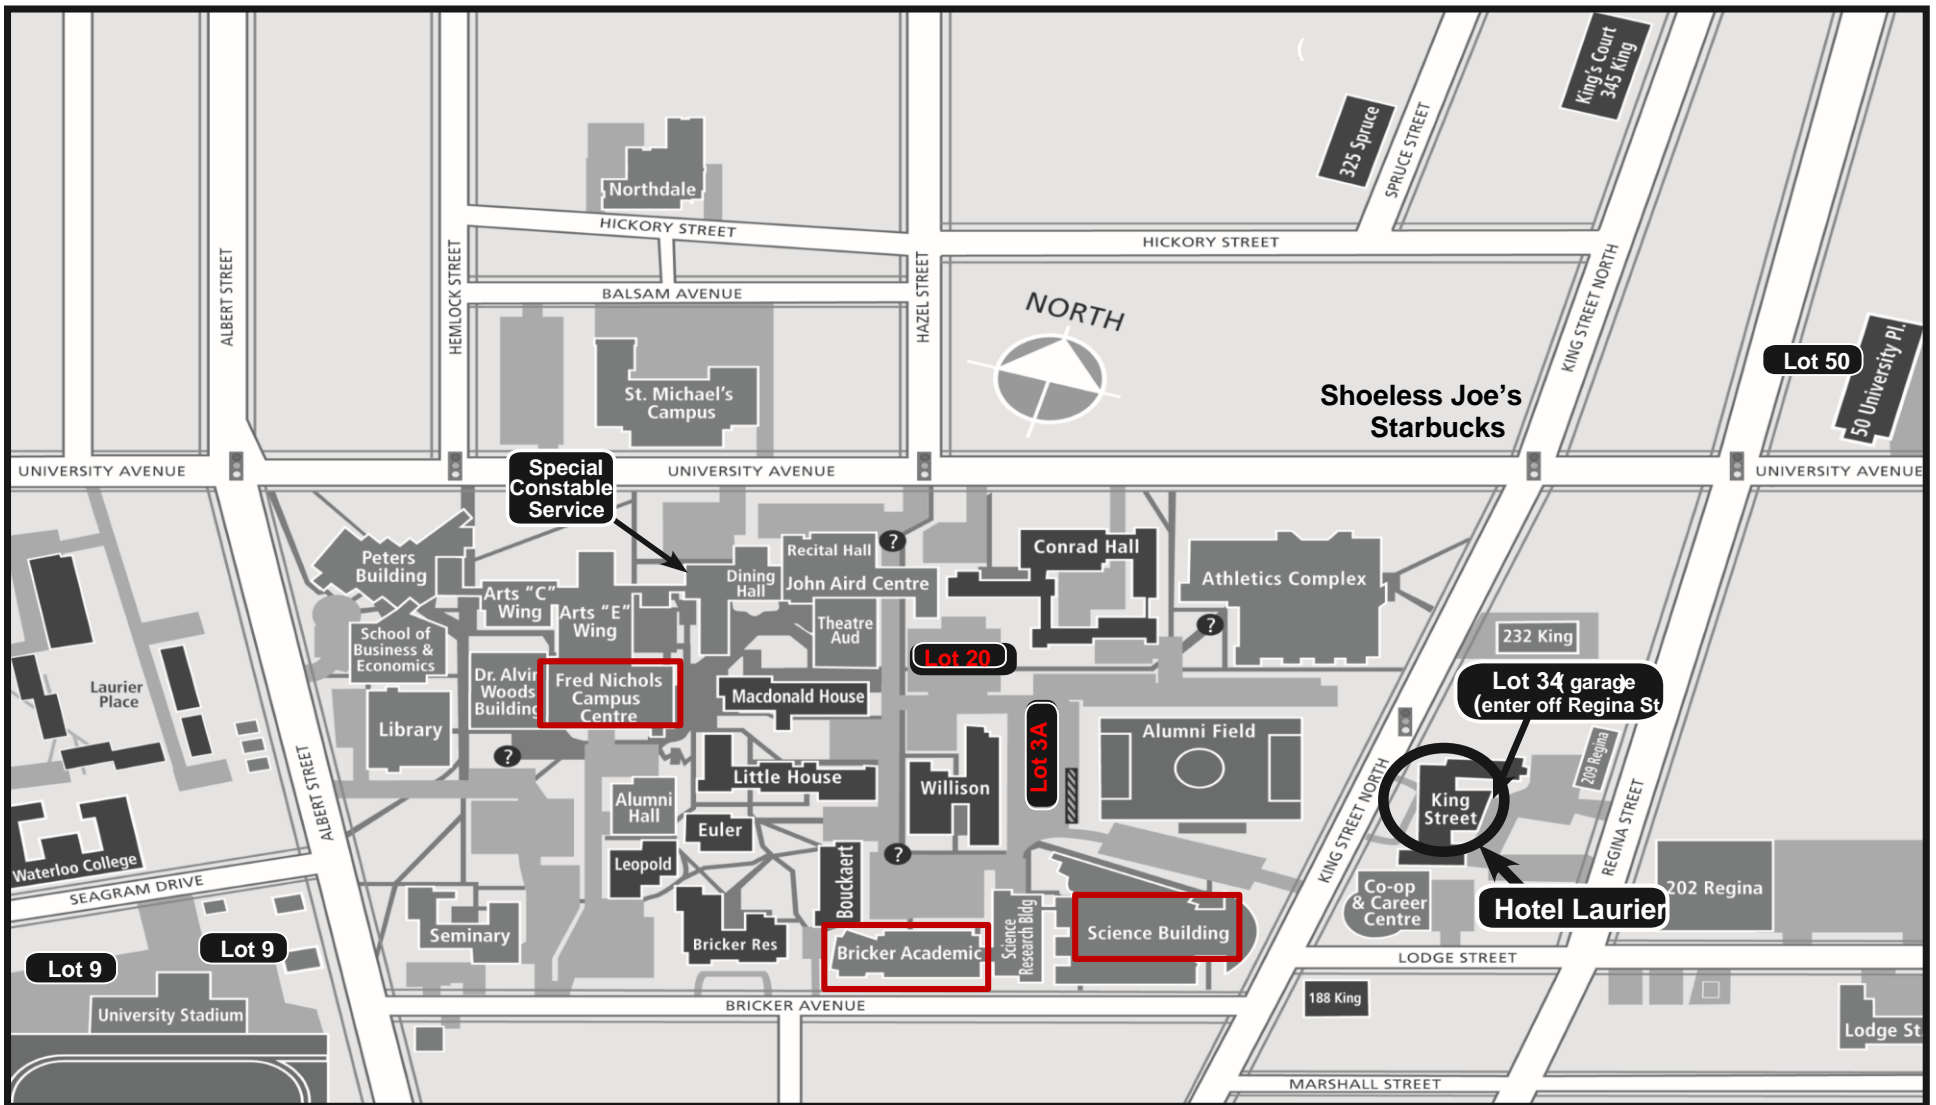 (
King's Court
345 King
325 Spruce
SPRUCE STREET
Northdale
HICKORY STREET
HICKORY STREET
ALBERT STREET
HEMLOCK STREET
BALSAM AVENUE
HAZEL STREET
NORTH
KING STREET NORTH
Lot 50
50 University Pl.
St. Michael's
Campus
Shoeless Joe's
Starbucks
UNIVERSITY AVENUE
UNIVERSITY AVENUE
UNIVERSITY AVENUE
Special
Constable
Service
Peters
Building
Recital Hall
?
Conrad Hall
Dining
Hall
John Aird Centre
Athletics Complex
Arts "C"
Wing
Arts "E"
Wing
Theatre
Aud
?
School of
Business &
Economics
232 King
Lot 20
Laurier
Place
Dr. Alvin
Woods
Building
Fred Nichols
Campus
Centre
Macdonald House
Lot 34 ( garage )
(enter off Regina St
Library
Lot 3A
Alumni Field
?
209 Regina
Little House
Willison
KING STREET NORTH
King
Street
ALBERT STREET
Alumni
Hall
Euler
REGINA STREET
Leopold
?
Bouckaert
Waterloo College
SEAGRAM DRIVE
Co-op
& Career
Centre
202 Regina
Hotel Laurier
Seminary
Bricker Res
Bricker Academic
Science
Research Bldg
Science Building
Lot 9
Lot 9
LODGE STREET
University Stadium
BRICKER AVENUE
188 King
Lodge St.
MARSHALL STREET